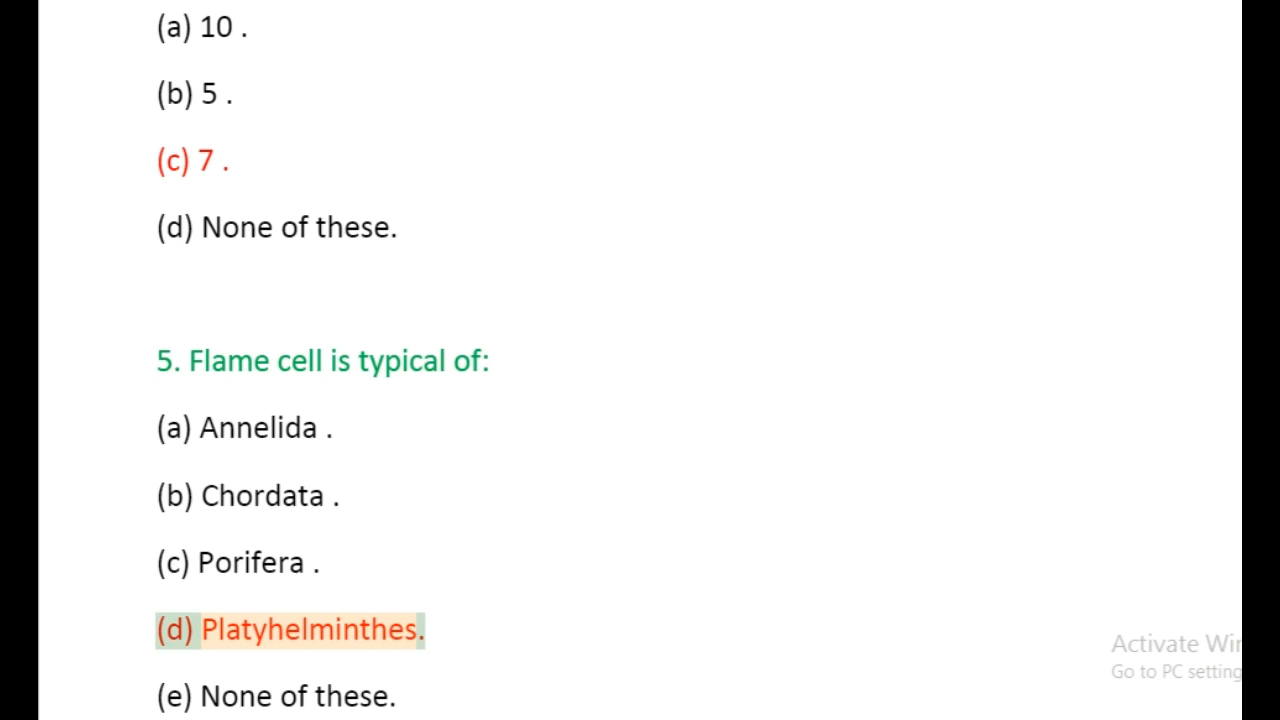 (a) 10 .
(b) 5 .
(c) 7 .
(d) None of these.
5. Flame cell is typical of:
(a) Annelida .
(b) Chordata .
(c) Porifera .
(d) Platyhelminthes.
(e) None of these.
Activate Wi
Go to PC setting